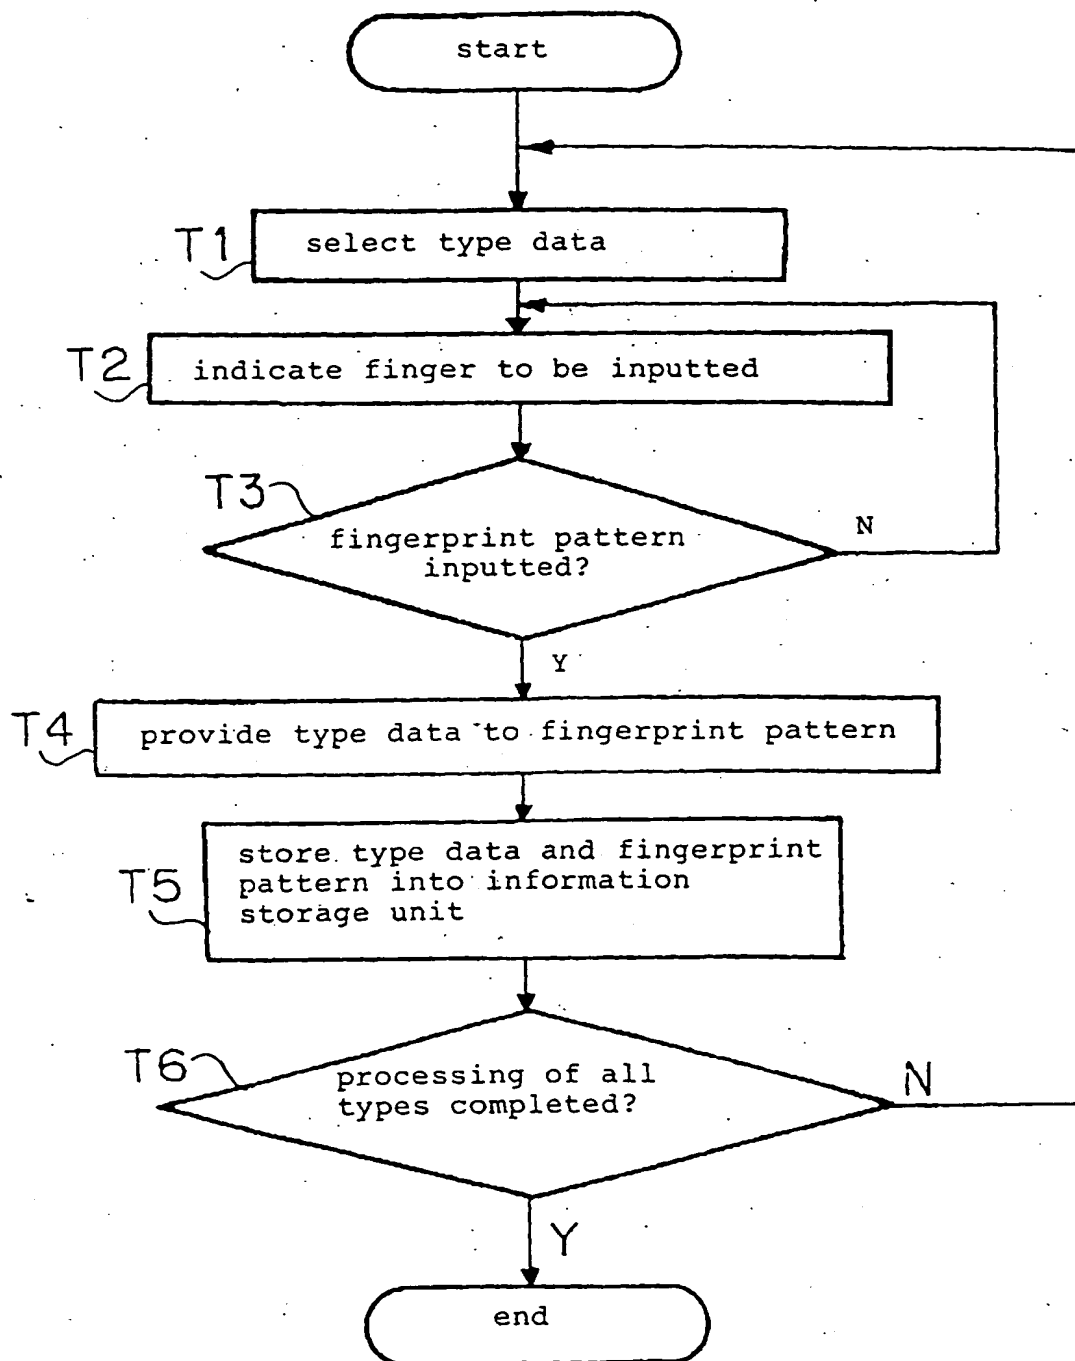 start
T1
select type data
T2
indicate finger to be inputted
T3
fingerprint pattern
inputted?
N
Y
T4
provide type data to fingerprint pattern
T5
store type data and fingerprint
pattern into information
storage unit
T6
processing of all
types completed?
N
Y
end